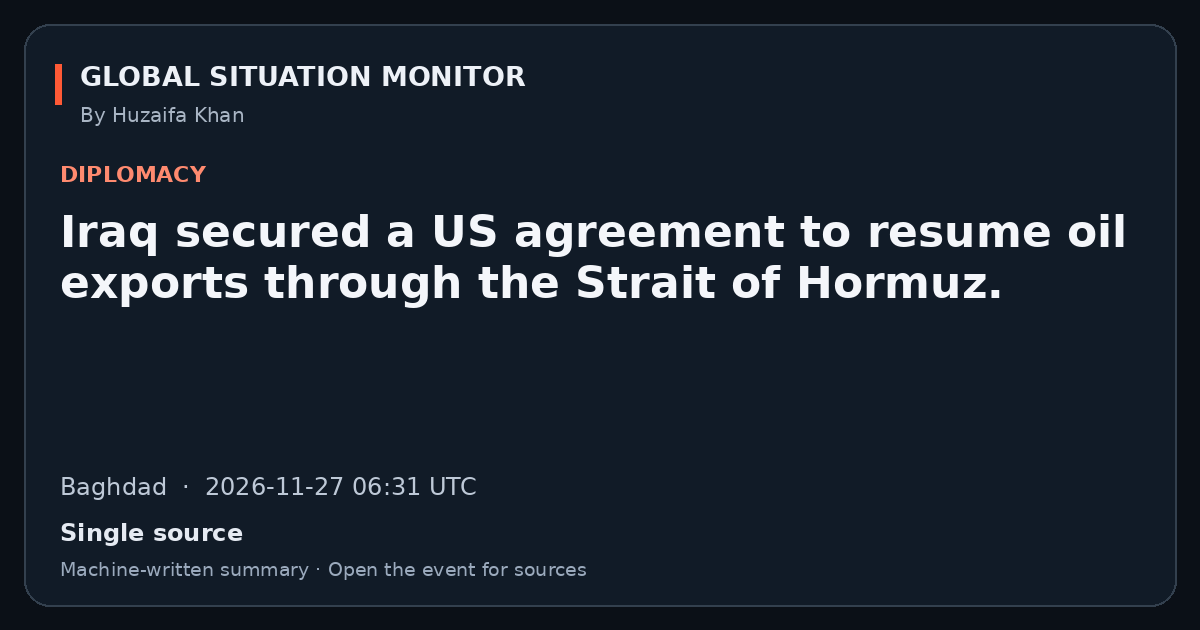 GLOBAL SITUATION MONITOR
By Huzaifa Khan
DIPLOMACY
Iraq secured a US agreement to resume oil
exports through the Strait of Hormuz.
Baghdad · 2026-11-27 06:31 UTC
Single source
Machine-written summary · Open the event for sources